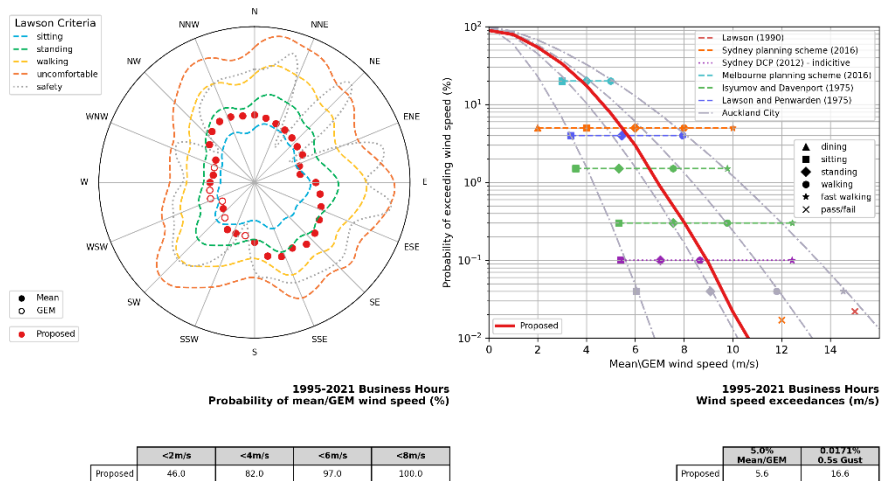 Lawson Criteria
sitting
standing
walking
uncomfortable
safety
N
NNE
NE
ENE
E
ESE
SE
SSE
S
SSW
SW
WSW
W
WNW
NW
NNW
Mean
GEM
Proposed
1995-2021 Business Hours
Probability of mean/GEM wind speed (%)
<2m/s <4m/s <6m/s <8m/s
Proposed 46.0 82.0 97.0 100.0
Probability of exceeding wind speed (%)
10²
10¹
10⁰
10⁻¹
10⁻²
Lawson (1990)
Sydney planning scheme (2016)
Sydney DCP (2012) - indicitive
Melbourne planning scheme (2016)
Isyumov and Davenport (1975)
Lawson and Penwarden (1975)
Auckland City
dining
sitting
standing
walking
fast walking
pass/fail
Proposed
0 2 4 6 8 10 12 14
Mean\GEM wind speed (m/s)
1995-2021 Business Hours
Wind speed exceedances (m/s)
5.0% 0.0171%
Mean/GEM 0.5s Gust
Proposed 5.6 16.6